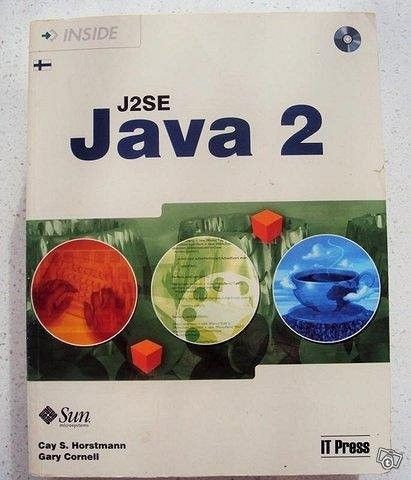 INSIDE
J2SE
Java 2
Sun
microsystems
Cay S. Horstmann
Gary Cornell
IT Press